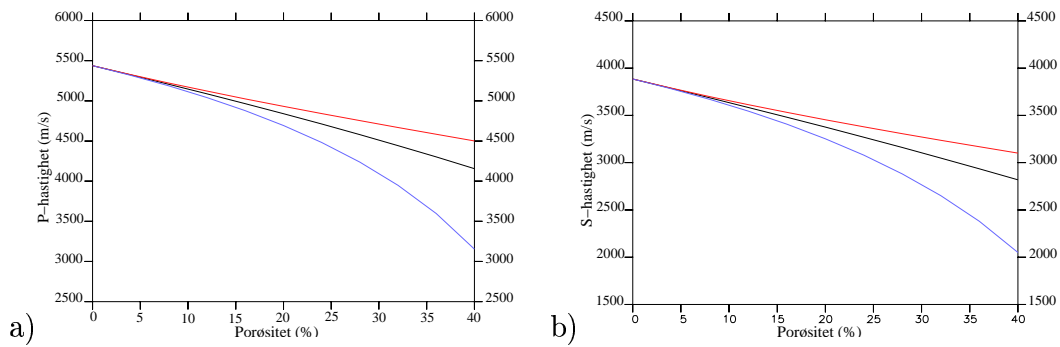 6000 6000 4500 4500
5500 5500 4000 4000
5000 5000 3500 3500
4500 4500 3000 3000
4000 4000 2500 2500
3500 3500 2000 2000
3000 3000 1500 1500
2500 2500
P-hastighet (m/s)
S-hastighet (m/s)
0 5 10 15 20 25 30 35 40
0 5 10 15 20 25 30 35 40
a) Porøsitet (%)
b) Porøsitet (%)